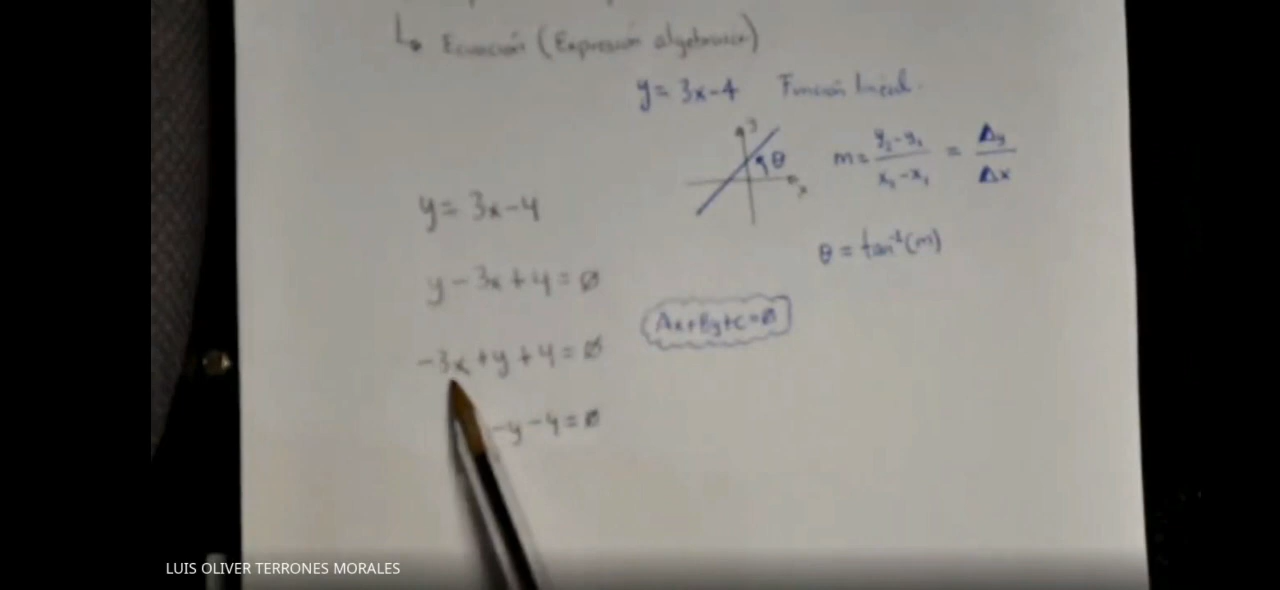 ↳ Ecuación (Expresión algebraica)
y = 3x-4 Función lineal.
y
θ
x
m = y₂-y₁ / x₂-x₁ = Δy / Δx
θ = tan⁻¹(m)
y = 3x-4
y - 3x + 4 = Ø
Ax+By+C=Ø
-3x + y + 4 = Ø
-y - 4 = Ø
LUIS OLIVER TERRONES MORALES